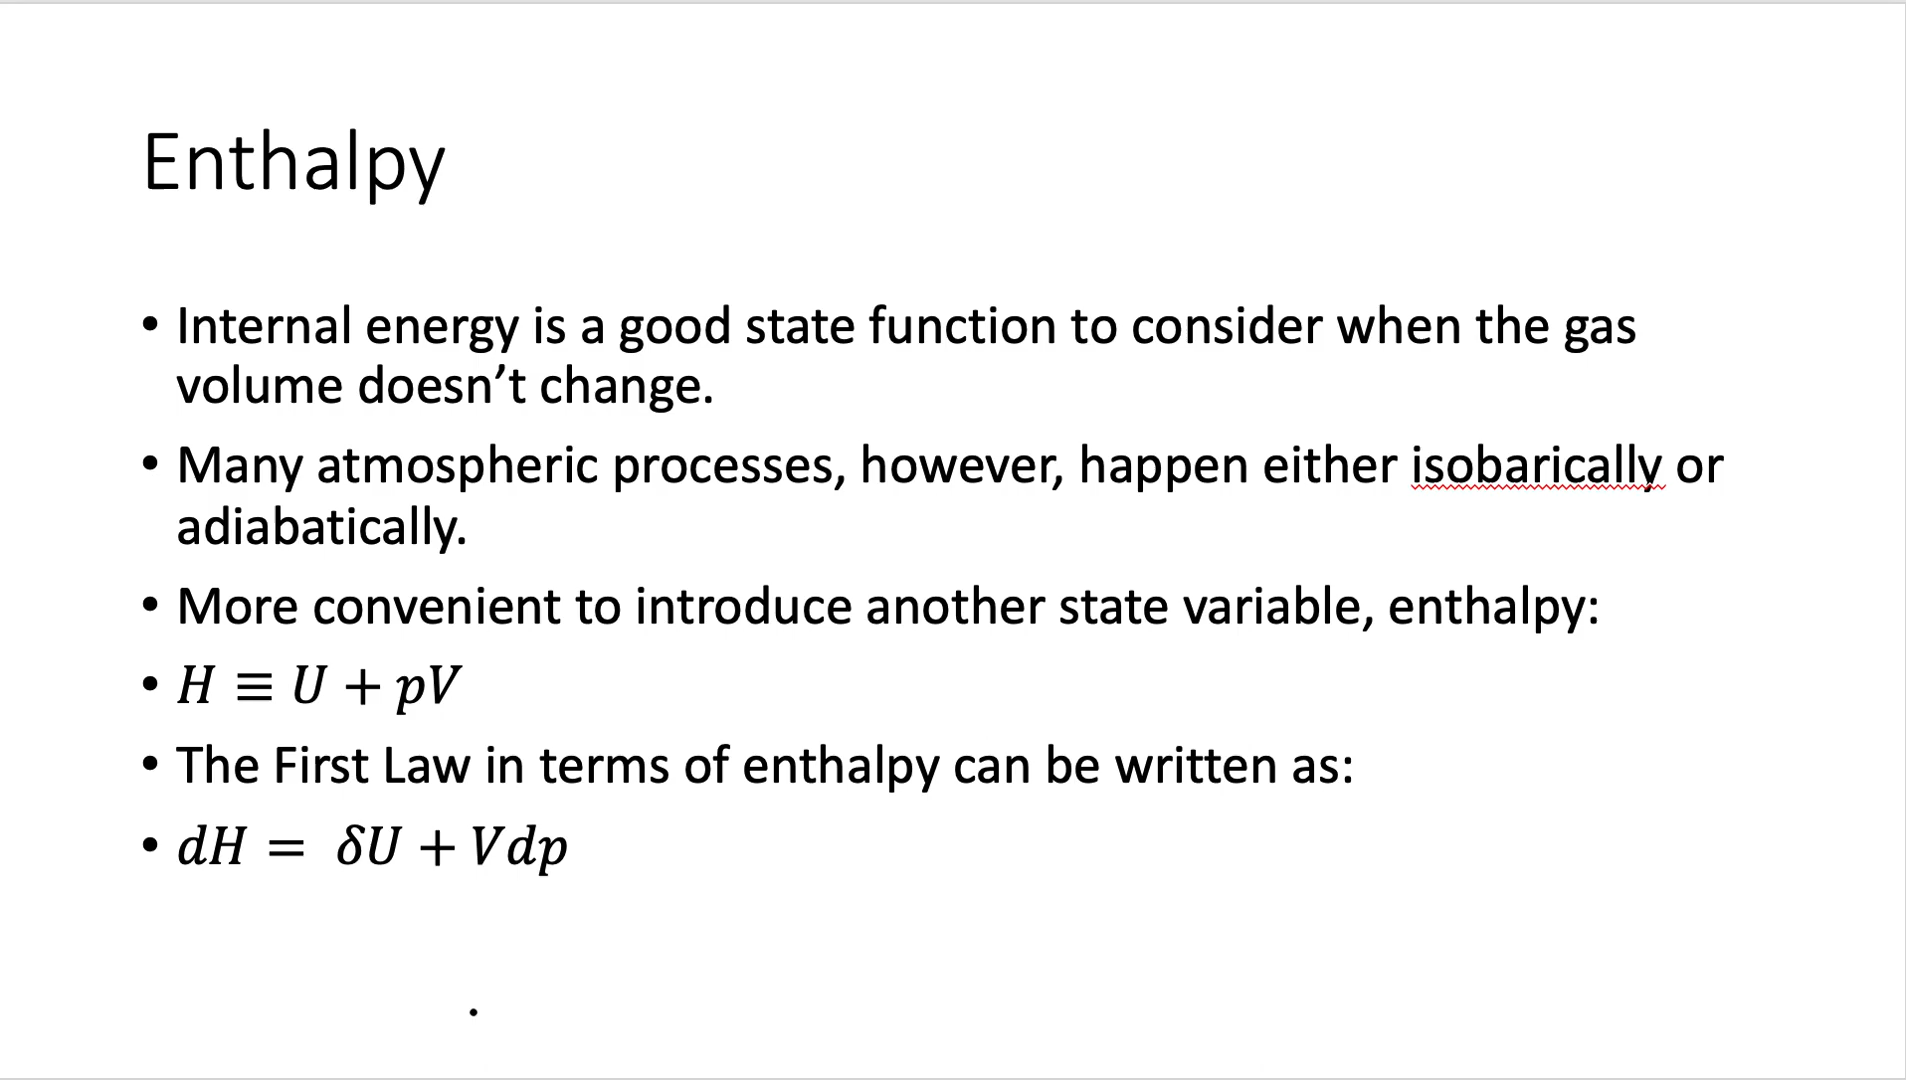 Enthalpy
• Internal energy is a good state function to consider when the gas
volume doesn’t change.
• Many atmospheric processes, however, happen either isobarically or
adiabatically.
• More convenient to introduce another state variable, enthalpy:
• H ≡ U + pV
• The First Law in terms of enthalpy can be written as:
• dH = δU + Vdp